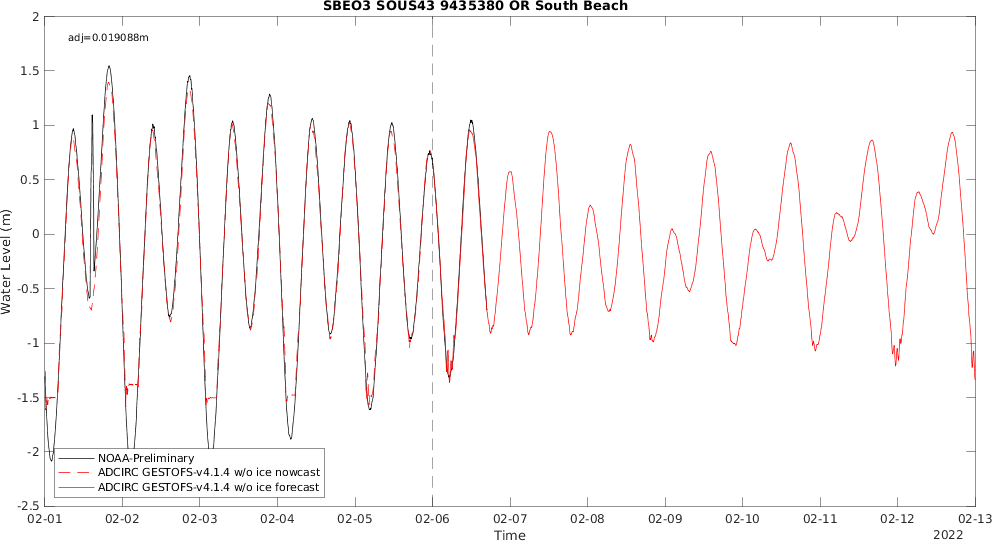 SBEO3 SOUS43 9435380 OR South Beach
adj=0.019088m
Water Level (m)
2
1.5
1
0.5
0
-0.5
-1
-1.5
-2
-2.5
NOAA-Preliminary
ADCIRC GESTOFS-v4.1.4 w/o ice nowcast
ADCIRC GESTOFS-v4.1.4 w/o ice forecast
02-01 02-02 02-03 02-04 02-05 02-06 02-07 02-08 02-09 02-10 02-11 02-12 02-13
Time
2022